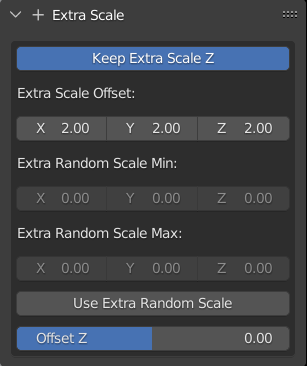 Extra Scale
Keep Extra Scale Z
Extra Scale Offset:
X 2.00 Y 2.00 Z 2.00
Extra Random Scale Min:
X 0.00 Y 0.00 Z 0.00
Extra Random Scale Max:
X 0.00 Y 0.00 Z 0.00
Use Extra Random Scale
Offset Z 0.00